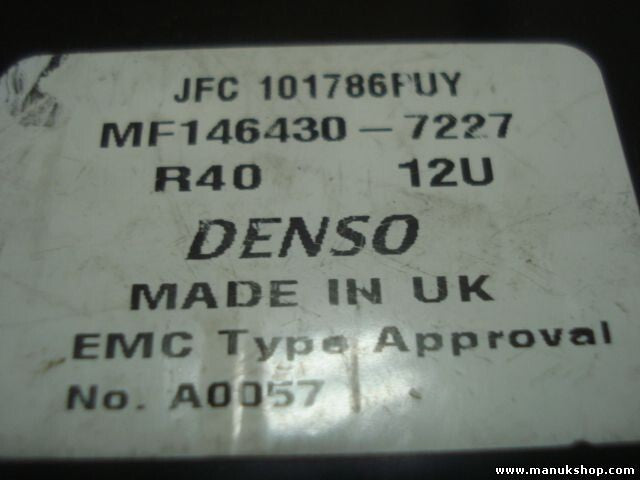 JFC 101786PUY
MF146430-7227
R40 12U
DENSO
MADE IN UK
EMC Type Approval
No. A0057
www.manukshop.com